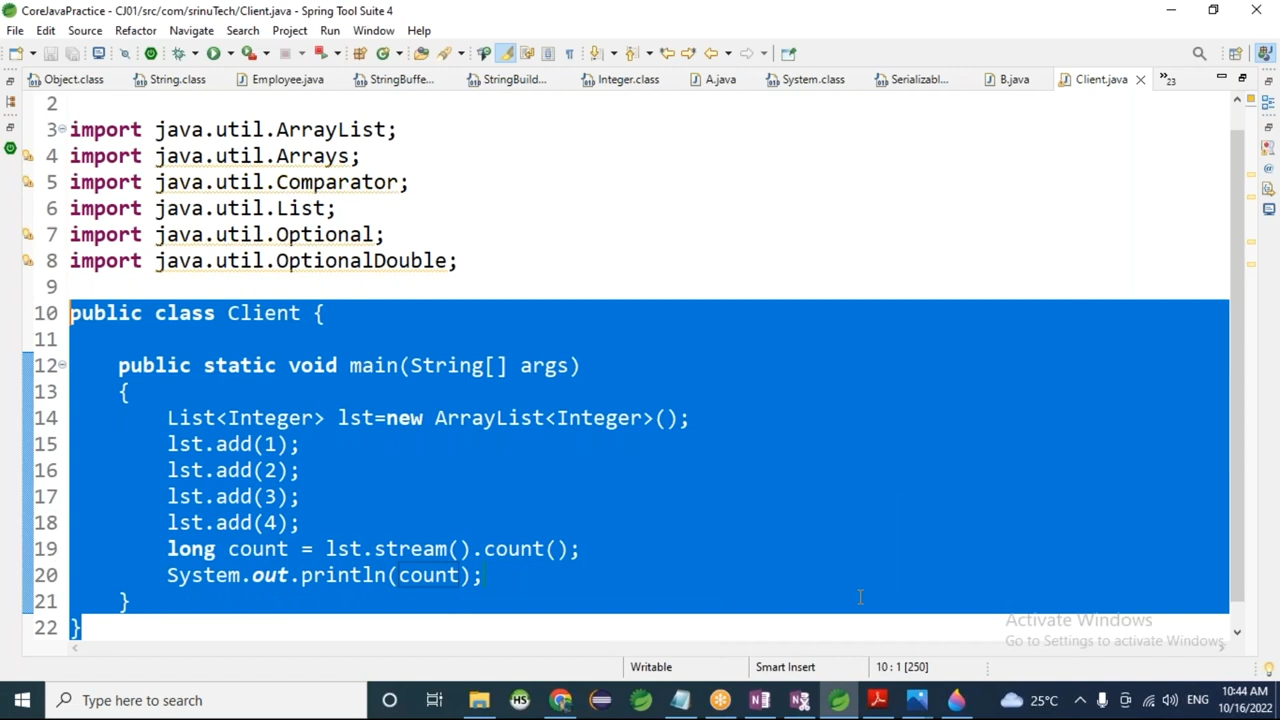 CoreJavaPractice - CJ01/src/com/srinuTech/Client.java - Spring Tool Suite 4
File Edit Source Refactor Navigate Search Project Run Window Help
Object.class String.class Employee.java StringBuffe... StringBuild... Integer.class A.java System.class Serializabl... B.java Client.java »23
2
3 import java.util.ArrayList;
4 import java.util.Arrays;
5 import java.util.Comparator;
6 import java.util.List;
7 import java.util.Optional;
8 import java.util.OptionalDouble;
9
10 public class Client {
11
12 public static void main(String[] args)
13 {
14 List<Integer> lst=new ArrayList<Integer>();
15 lst.add(1);
16 lst.add(2);
17 lst.add(3);
18 lst.add(4);
19 long count = lst.stream().count();
20 System.out.println(count);
21 }
22 }
Activate Windows
Go to Settings to activate Windows.
Writable Smart Insert 10 : 1 [250]
Type here to search HS 25°C ENG 10:44 AM
10/16/2022